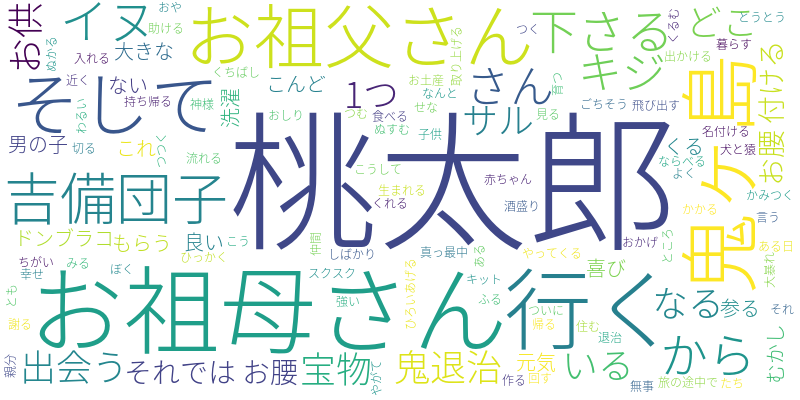 イヌ
お祖父さん
下さる
どこ
お供
助ける
おや
つく
くるむ
とうとう
暮らす
出かける
ぬかる
入れる
大きな
近く
ない
くちばし
こんど
お土産
取り上げる
なんと
キジ
島
付ける
お腰
そして
さん
1つ
サル
せな
育つ
ごちそう
飛び出す
持ち帰る
神様
洗濯
おしり
つむ
食べる
ぬすむ
子供
見る
名付ける
犬と猿
わるい
男の子
切る
これ
つつく
流れる
こうして
生まれる
くれる
赤ちゃん
酒盛り
くる
ならべる
よく
かみつく
かかる
言う
桃太郎
吉備団子
ケ
鬼
ドンブラコ
もらう
良い
こう
ちがい
幸せ
みる
ぼく
ひっかく
仲間
しばかり
スクスク
真っ最中
ある
やってくる
おかげ
ところ
ある日
大暴れ
喜び
お祖母さん
行く
ひろいあげる
強い
キット
ふる
なる
参る
それ
むかし
とも
謝る
出会う
ついに
帰る
住む
退治
から
親分
それでは
お腰
宝物
やがて
鬼退治
元気
作る
回す
いる
無事
旅の途中で
たち